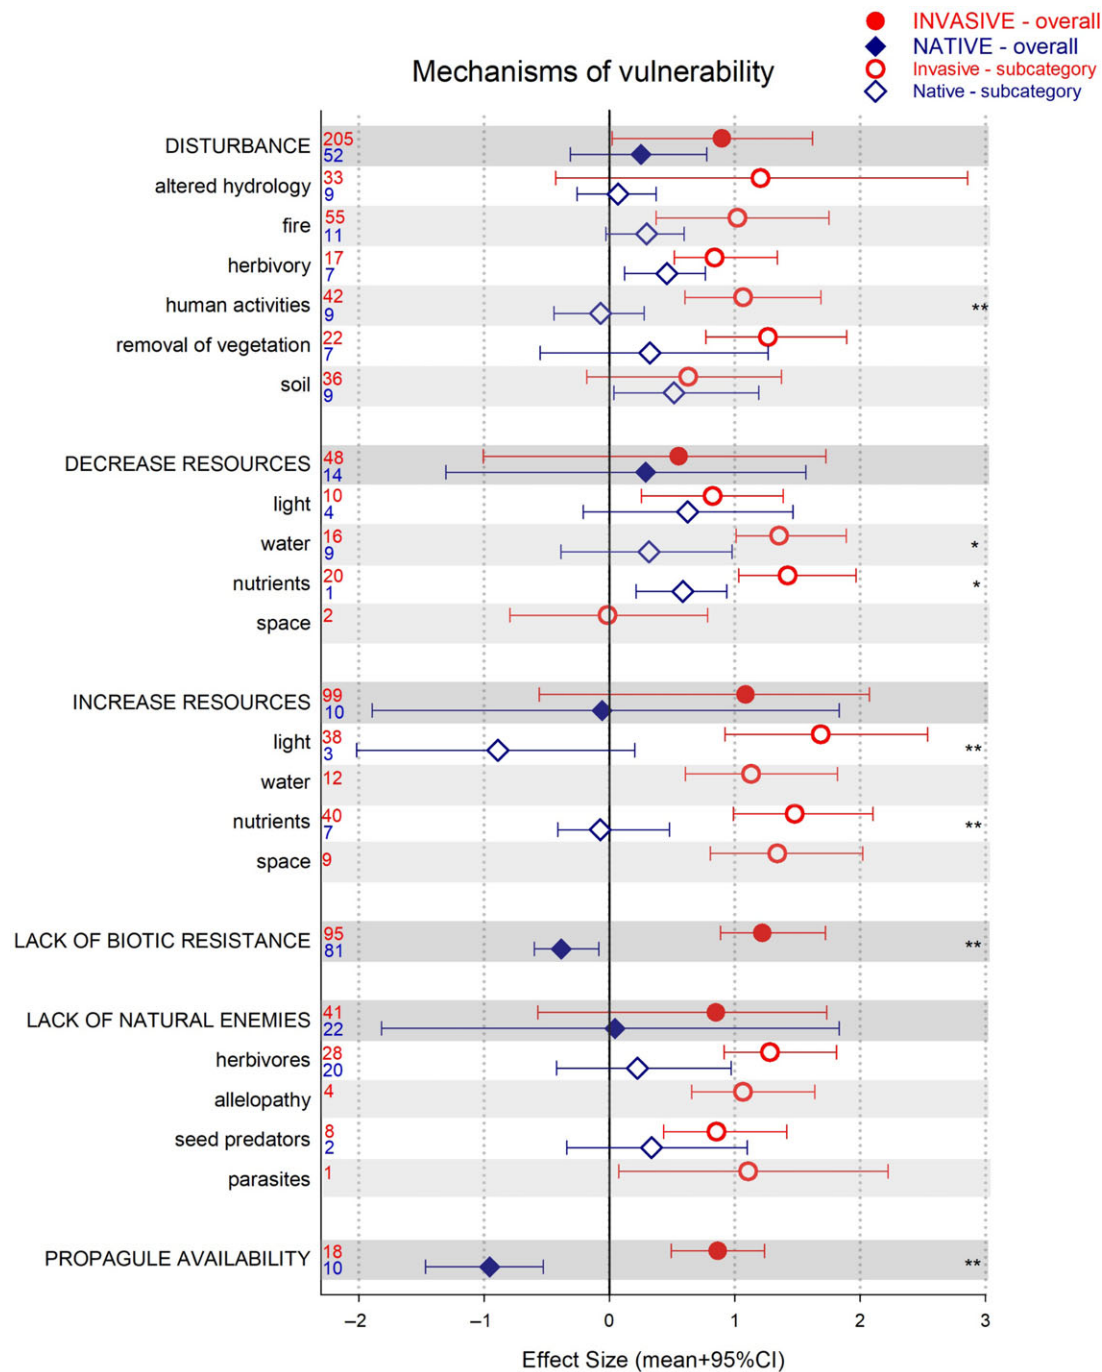 INVASIVE - overall
NATIVE - overall
Invasive - subcategory
Native - subcategory
Mechanisms of vulnerability
DISTURBANCE 205
52
altered hydrology 33
9
fire 55
11
herbivory 17
7
human activities 42
9 **
removal of vegetation 22
7
soil 36
9
DECREASE RESOURCES 48
14
light 10
4
water 16
9 *
nutrients 20
1 *
space 2
INCREASE RESOURCES 99
10
light 38
3 **
water 12
nutrients 40
7 **
space 9
LACK OF BIOTIC RESISTANCE 95
81 **
LACK OF NATURAL ENEMIES 41
22
herbivores 28
20
allelopathy 4
seed predators 8
2
parasites 1
PROPAGULE AVAILABILITY 18
10 **
−2 −1 0 1 2 3
Effect Size (mean+95%CI)